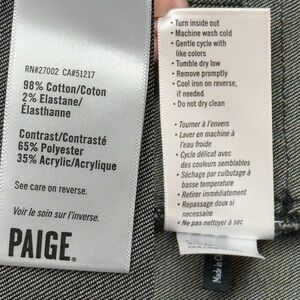 RN#27002 CA#51217
98% Cotton/Coton
2% Elastane/
Élasthanne
Contrast/Contrasté
65% Polyester
35% Acrylic/Acrylique
See care on reverse.
Voir le soin sur l'inverse.
PAIGE®
• Turn inside out
• Machine wash cold
• Gentle cycle with
like colors
• Tumble dry low
• Remove promptly
• Cool iron on reverse,
if needed
• Do not dry clean
• Tourner à l'envers
• Laver en machine à
l'eau froide
• Cycle délicat avec
des couleurs
semblables
• Séchage par culbutage à
basse temperature
• Retirer immédiatement
• Repassage doux si
necessaire
• Ne pas nettoyer à sec
Made in